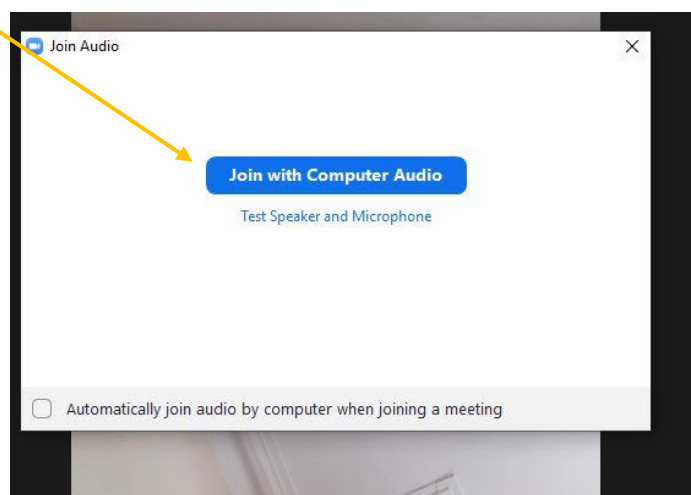 Join Audio
Join with Computer Audio
Test Speaker and Microphone
Automatically join audio by computer when joining a meeting